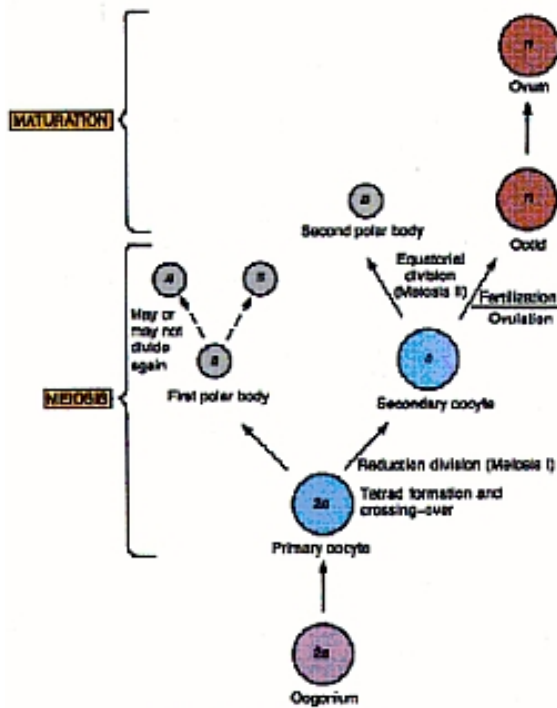 n
Ovum
MATURATION
n
n
Second polar body
Ootid
Equatorial
division
(Meiosis II)
Fertilization
Ovulation
n
n
May or
may not
divide
again
n
n
First polar body
Secondary oocyte
MEIOSIS
Reduction division (Meiosis I)
2n
Tetrad formation and
crossing-over
Primary oocyte
2n
Oogonium